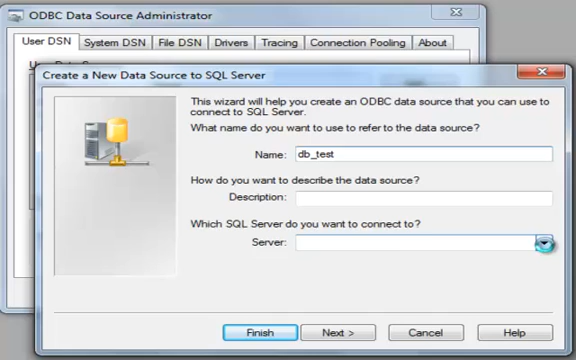 ODBC Data Source Administrator
User DSN System DSN File DSN Drivers Tracing Connection Pooling About
Create a New Data Source to SQL Server
This wizard will help you create an ODBC data source that you can use to
connect to SQL Server.
What name do you want to use to refer to the data source?
Name: db_test
How do you want to describe the data source?
Description:
Which SQL Server do you want to connect to?
Server:
Finish Next > Cancel Help